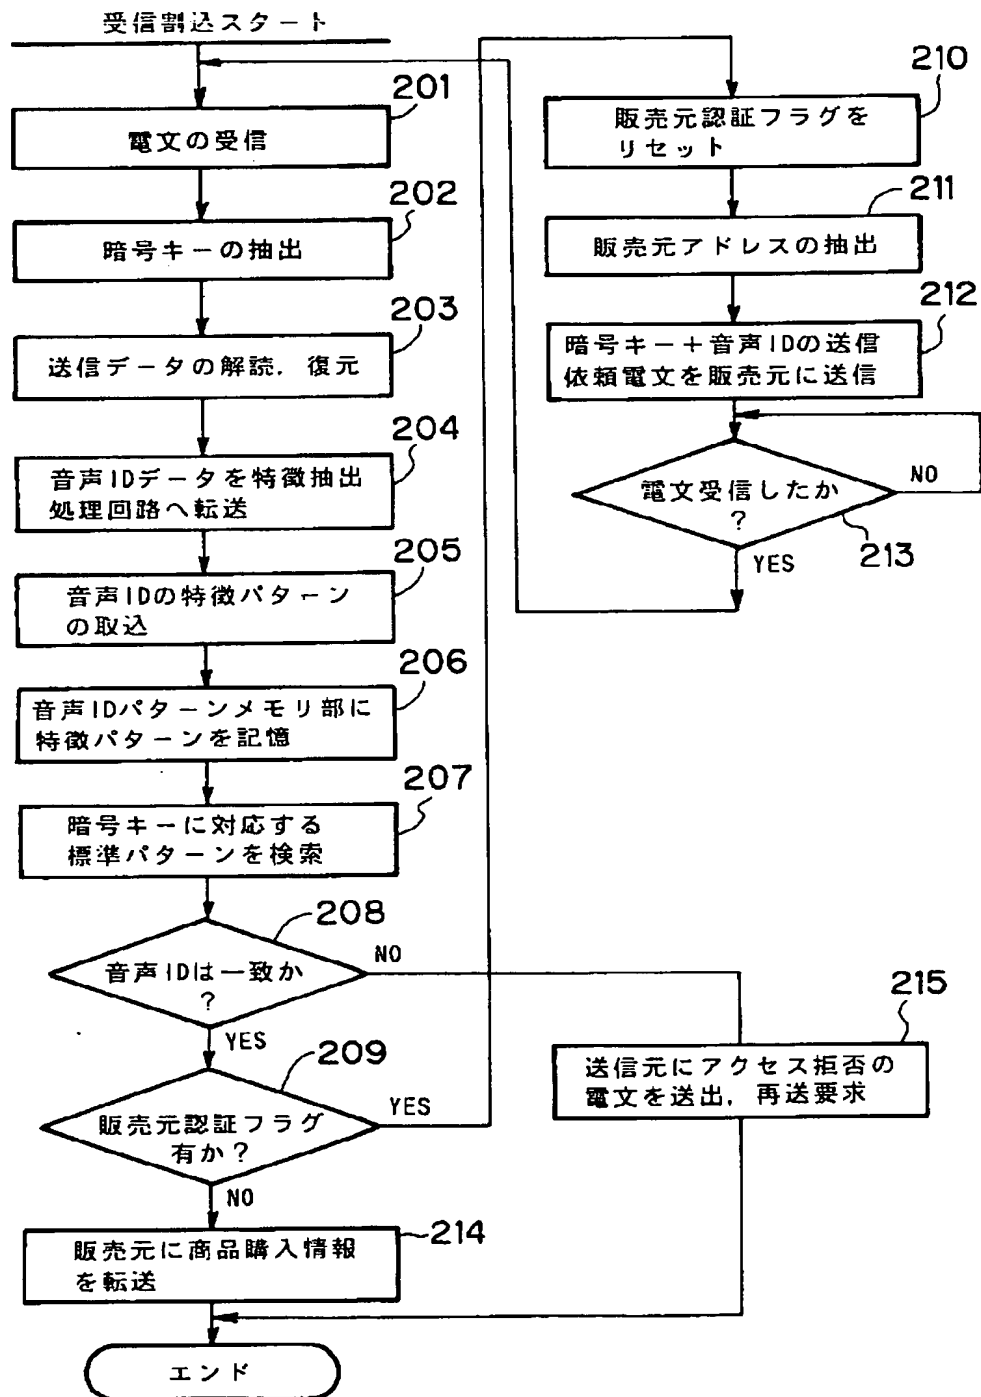 受信割込スタート
201
電文の受信
202
暗号キーの抽出
203
送信データの解読, 復元
204
音声IDデータを特徴抽出
処理回路へ転送
205
音声IDの特徴パターン
の取込
206
音声IDパターンメモリ部に
特徴パターンを記憶
207
暗号キーに対応する
標準パターンを検索
208
音声IDは一致か
?
NO
YES
209
販売元認証フラグ
有か?
YES
NO
214
販売元に商品購入情報
を転送
エンド
210
販売元認証フラグを
リセット
211
販売元アドレスの抽出
212
暗号キー+音声IDの送信
依頼電文を販売元に送信
電文受信したか
?
NO
213
YES
215
送信元にアクセス拒否の
電文を送出, 再送要求